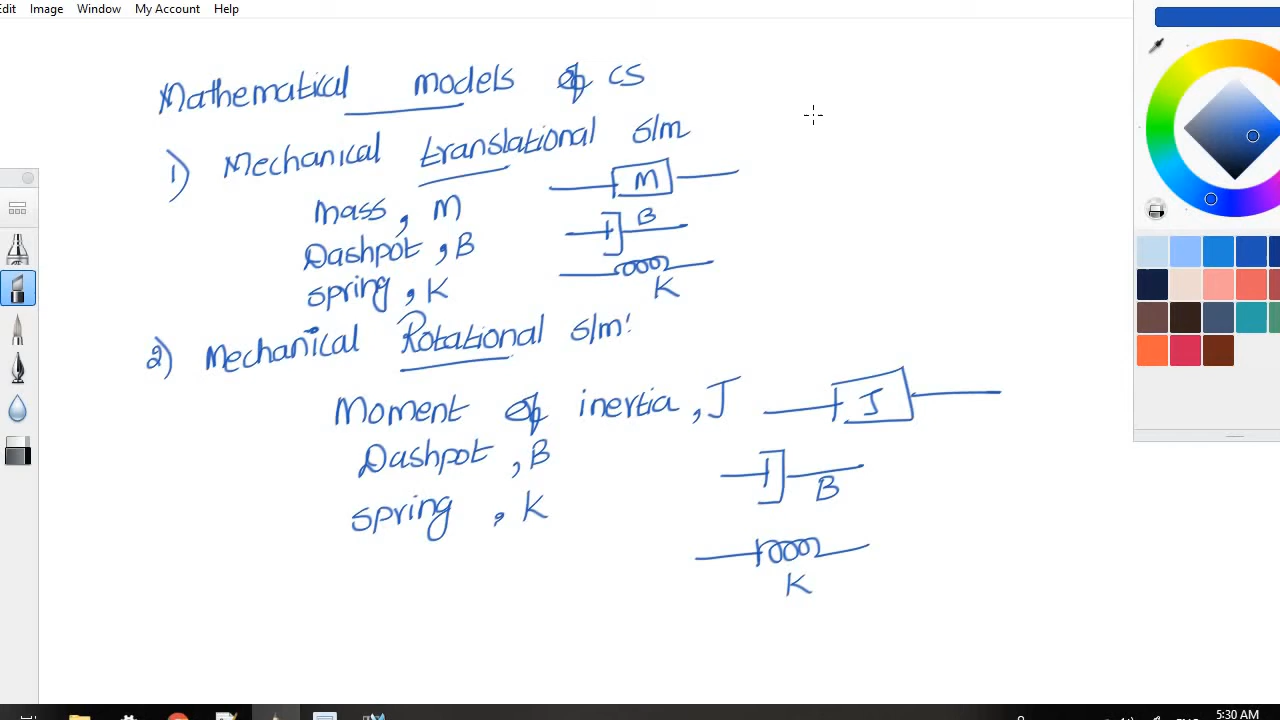 Edit Image Window My Account Help
Mathematical models of CS
1) Mechanical translational s/m
M
Mass, M
B
Dashpot, B
spring, K
K
2) Mechanical Rotational s/m:
Moment of inertia, J
J
Dashpot, B
B
spring, K
K
5:30 AM